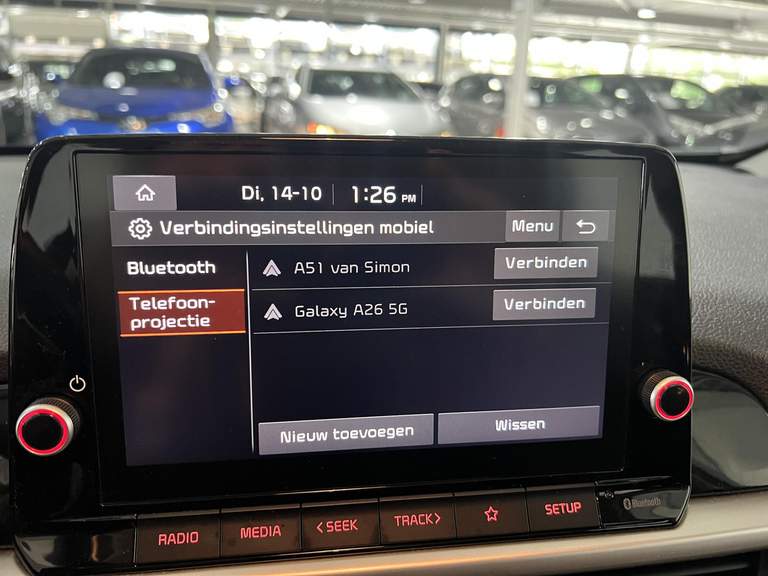 Di, 14-10 1:26 PM
Verbindingsinstellingen mobiel Menu
Bluetooth
A51 van Simon Verbinden
Telefoon-
projectie
Galaxy A26 5G Verbinden
Nieuw toevoegen Wissen
RADIO MEDIA <SEEK TRACK> SETUP Bluetooth